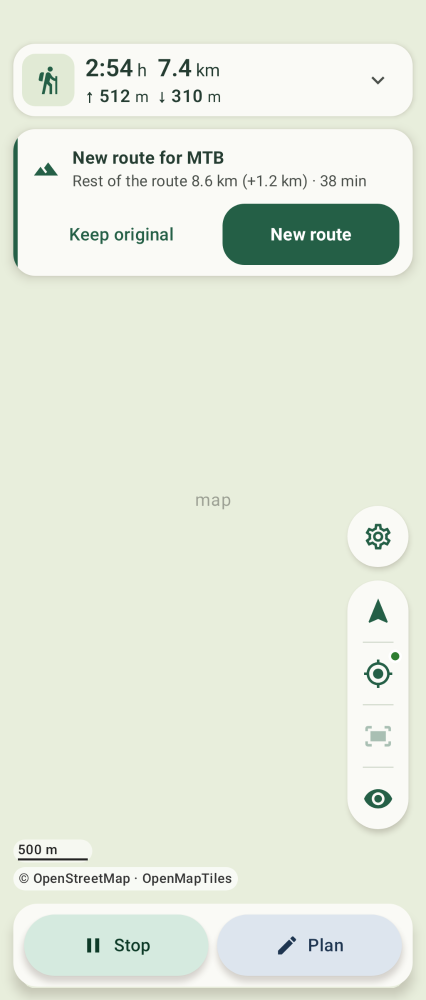 2:54 h 7.4 km
↑ 512 m ↓ 310 m
New route for MTB
Rest of the route 8.6 km (+1.2 km) · 38 min
Keep original
New route
map
500 m
© OpenStreetMap · OpenMapTiles
Stop
Plan